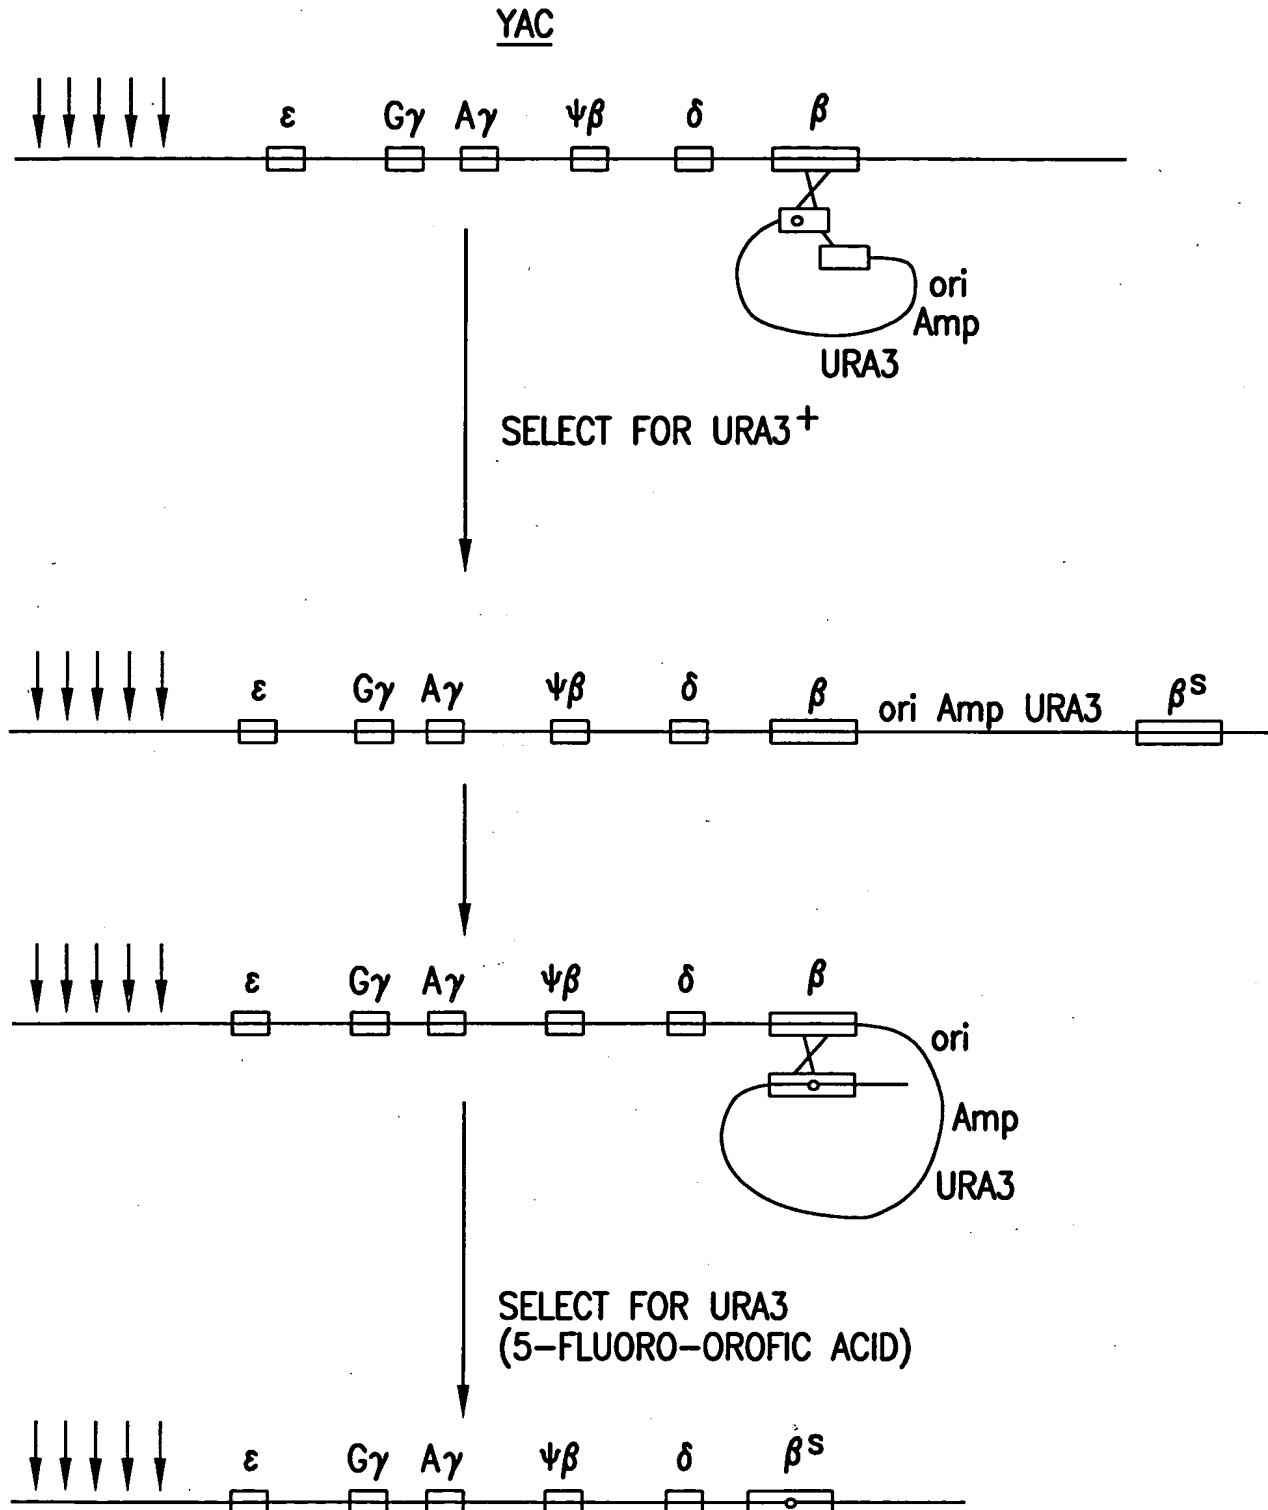 YAC
ε Gγ Aγ Ψβ δ β
ori
Amp
URA3
SELECT FOR URA3+
ε Gγ Aγ Ψβ δ β ori Amp URA3 βS
ε Gγ Aγ Ψβ δ β
ori
Amp
URA3
SELECT FOR URA3
(5-FLUORO-OROFIC ACID)
ε Gγ Aγ Ψβ δ βS